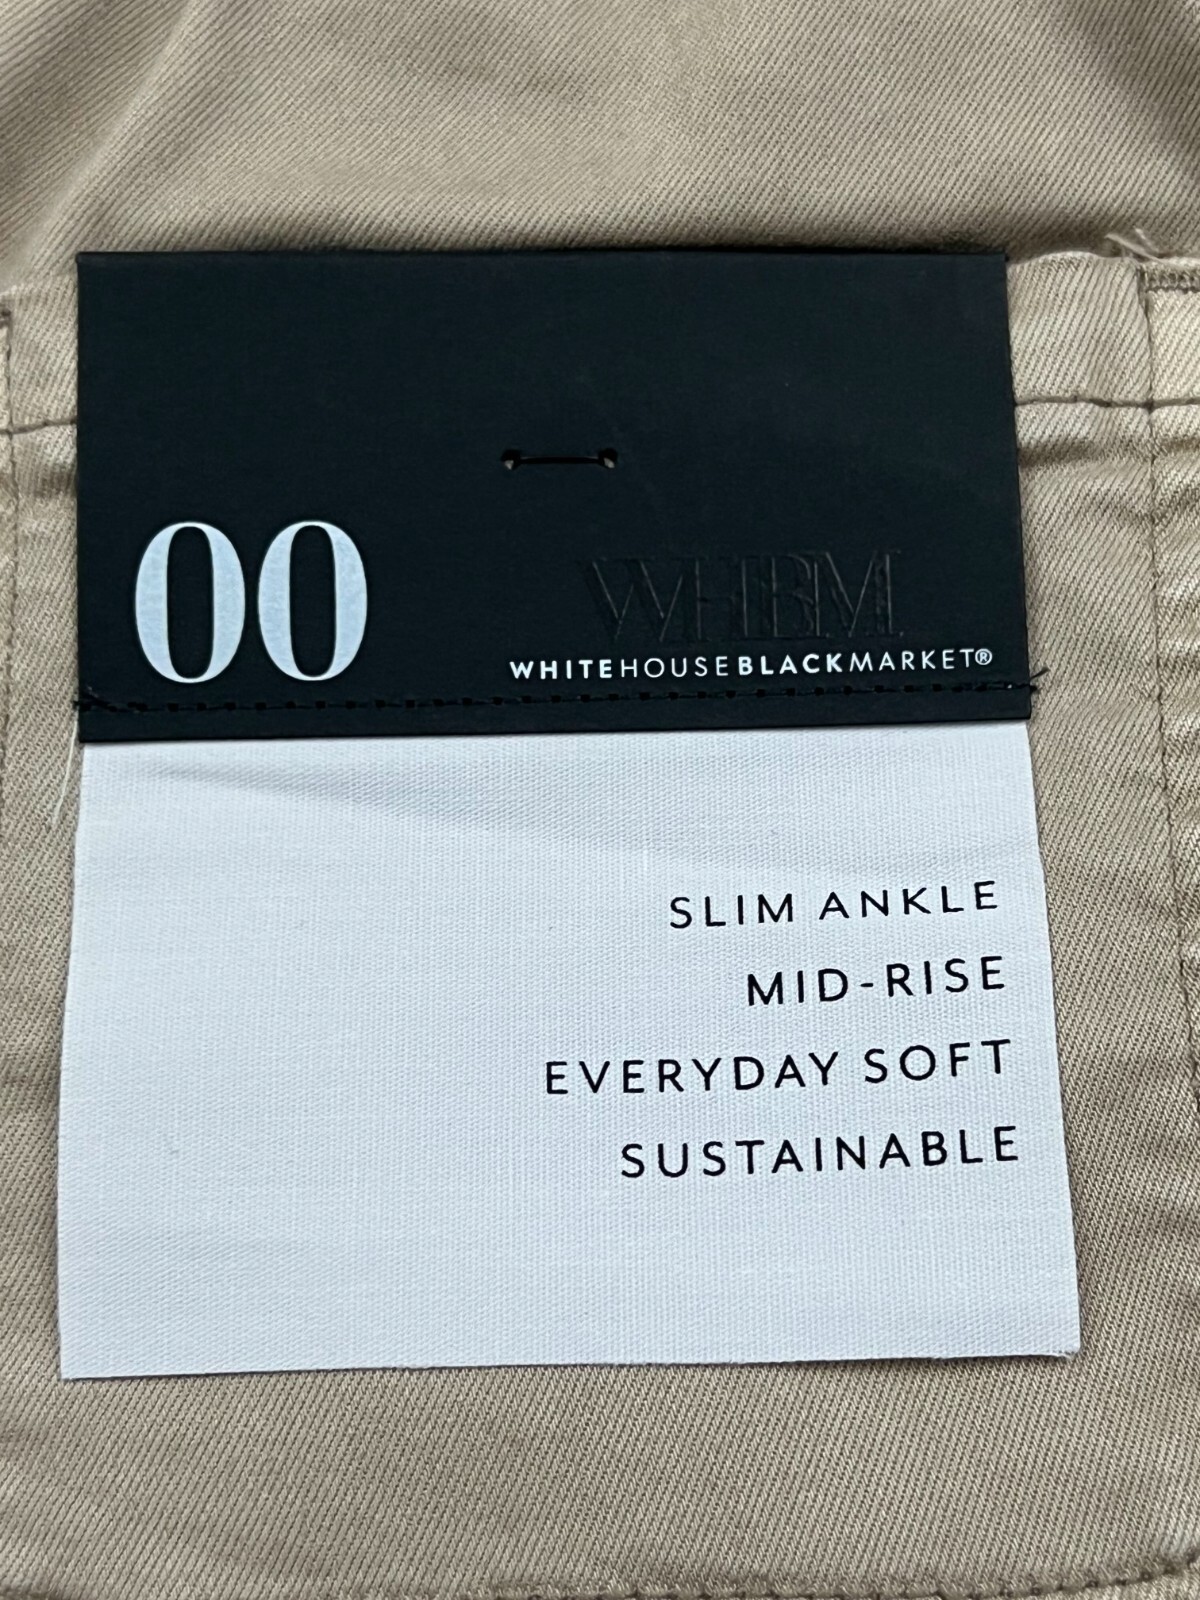 00
WHBM
WHITEHOUSEBLACKMARKET®
SLIM ANKLE
MID-RISE
EVERYDAY SOFT
SUSTAINABLE